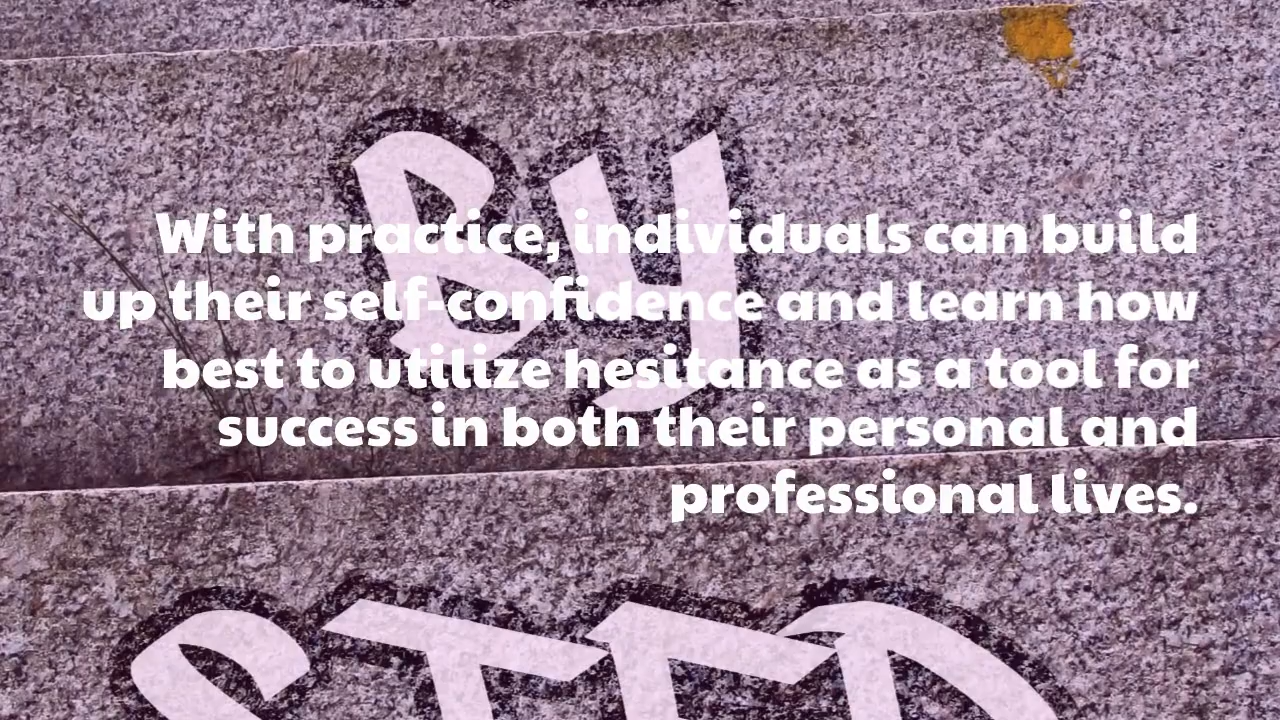 By
With practice, individuals can build
up their self-confidence and learn how
best to utilize hesitance as a tool for
success in both their personal and
professional lives.
STEP